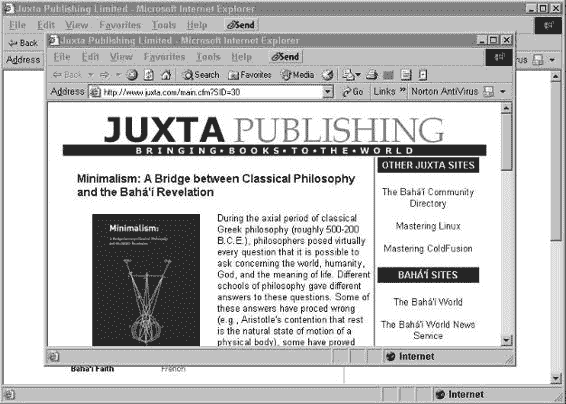 Juxta Publishing Limited - Microsoft Internet Explorer
File Edit View Favorites Tools Help Send
Back
Address
Juxta Publishing Limited - Microsoft Internet Explorer
File Edit View Favorites Tools Help Send
Back Search Favorites Media
Address http://www.juxta.com/main.cfm?SID=30 Go Links » Norton AntiVirus
JUXTA PUBLISHING
BRINGING•BOOKS•TO•THE•WORLD
Minimalism: A Bridge between Classical Philosophy
and the Bahá'í Revelation
Minimalism:
During the axial period of classical
Greek philosophy (roughly 500-200
B.C.E.), philosophers posed virtually
every question that it is possible to
ask concerning the world, humanity,
God, and the meaning of life. Different
schools of philosophy gave different
answers to these questions. Some of
these answers have proced wrong
(e.g., Aristotle's contention that rest
is the natural state of motion of a
physical body), some have proved
OTHER JUXTA SITES
The Bahá'í Community
Directory
Mastering Linux
Mastering ColdFusion
BAHÁ'Í SITES
The Bahá'í World
The Bahá'í World News
Service
Internet
Bahá'í Faith French
Internet